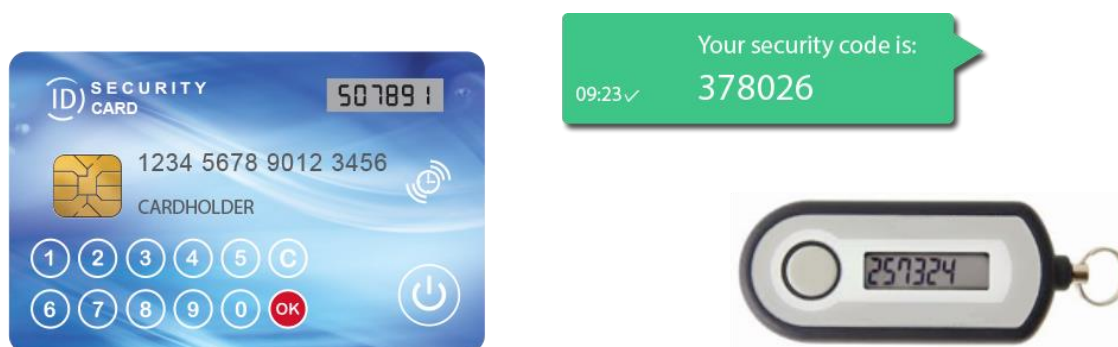 ID) SECURITY
CARD
507891
1234 5678 9012 3456
CARDHOLDER
1 2 3 4 5 C
6 7 8 9 0 OK
Your security code is:
378026
09:23✓
257324